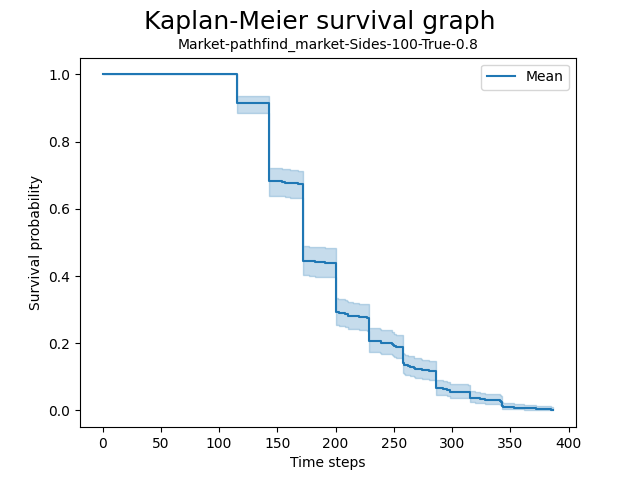 Kaplan-Meier survival graph
Market-pathfind_market-Sides-100-True-0.8
Mean
Survival probability
1.0
0.8
0.6
0.4
0.2
0.0
0 50 100 150 200 250 300 350 400
Time steps